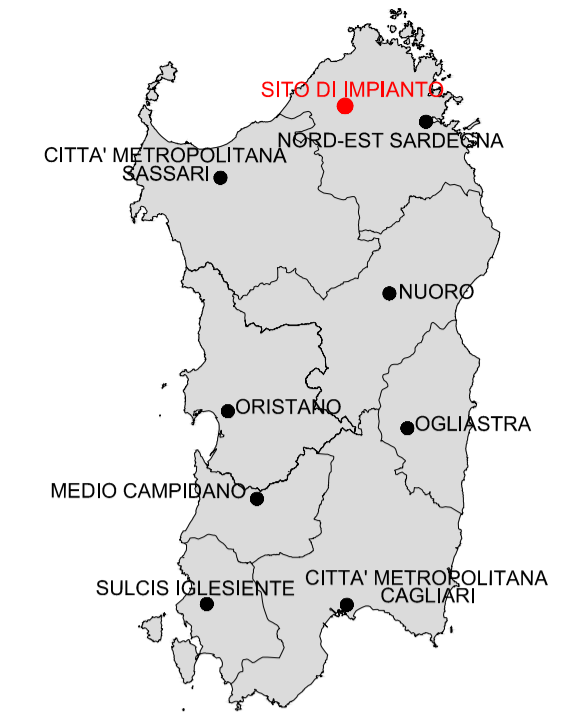 SITO DI IMPIANTO
NORD-EST SARDEGNA
CITTA' METROPOLITANA
SASSARI
NUORO
ORISTANO
OGLIASTRA
MEDIO CAMPIDANO
SULCIS IGLESIENTE
CITTA' METROPOLITANA
CAGLIARI